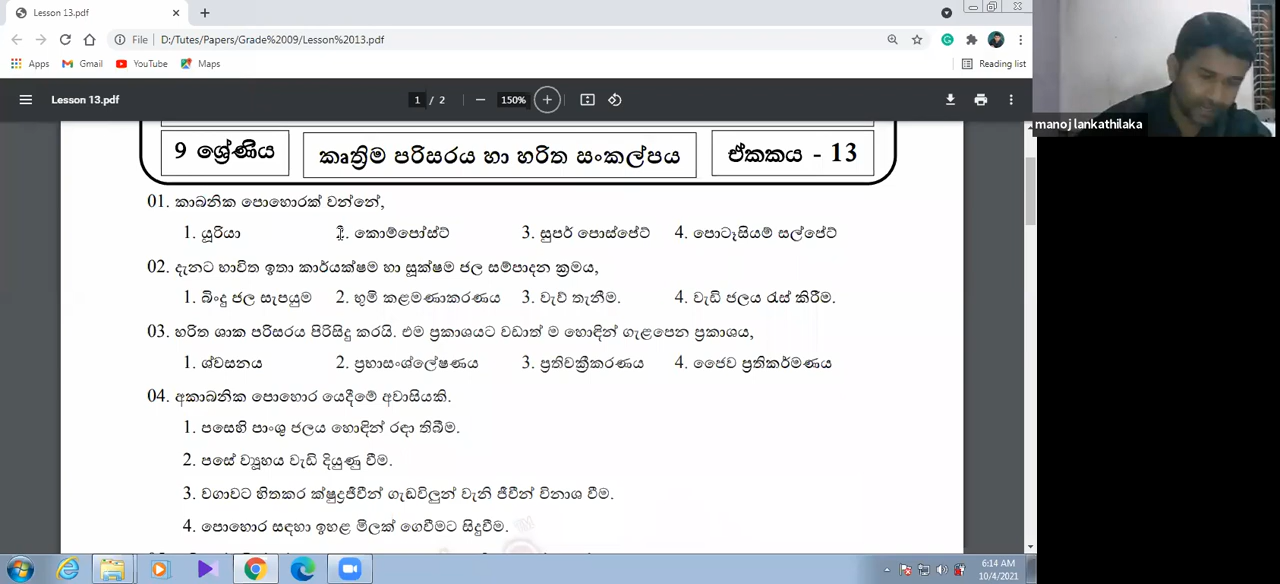 Lesson 13.pdf
File D:/Tutes/Papers/Grade%2009/Lesson%2013.pdf
Apps Gmail YouTube Maps Reading list
Lesson 13.pdf 1 / 2 150%
manoj lankathilaka
9 ශ්‍රේණිය කෘත්‍රිම පරිසරය හා හරිත සංකල්පය ඒකකය - 13
01. කාබනික පොහොරක් වන්නේ,
1. යූරියා 2. කොම්පෝස්ට් 3. සුපර් පොස්පේට් 4. පොටෑසියම් සල්පේට්
02. දැනට භාවිත ඉතා කාර්යක්ෂම හා සූක්ෂම ජල සම්පාදන ක්‍රමය,
1. බිංදු ජල සැපයුම 2. භූමි කළමණාකරණය 3. වැව් තැනීම. 4. වැඩි ජලය රැස් කිරීම.
03. හරිත ශාක පරිසරය පිරිසිදු කරයි. එම ප්‍රකාශයට වඩාත් ම හොඳින් ගැළපෙන ප්‍රකාශය,
1. ශ්වසනය 2. ප්‍රභාසංශ්ලේෂණය 3. ප්‍රතිචක්‍රීකරණය 4. ජෛව ප්‍රතිකර්මණය
04. අකාබනික පොහොර යෙදීමේ අවාසියකි.
1. පසෙහි පාංශු ජලය හොඳින් රඳා තිබීම.
2. පසේ ව්‍යුහය වැඩි දියුණු වීම.
3. වගාවට හිතකර ක්ෂුද්‍රජීවීන් ගැඩවිලුන් වැනි ජීවීන් විනාශ වීම.
4. පොහොර සඳහා ඉහළ මිලක් ගෙවීමට සිදුවීම.
6:14 AM
10/4/2021